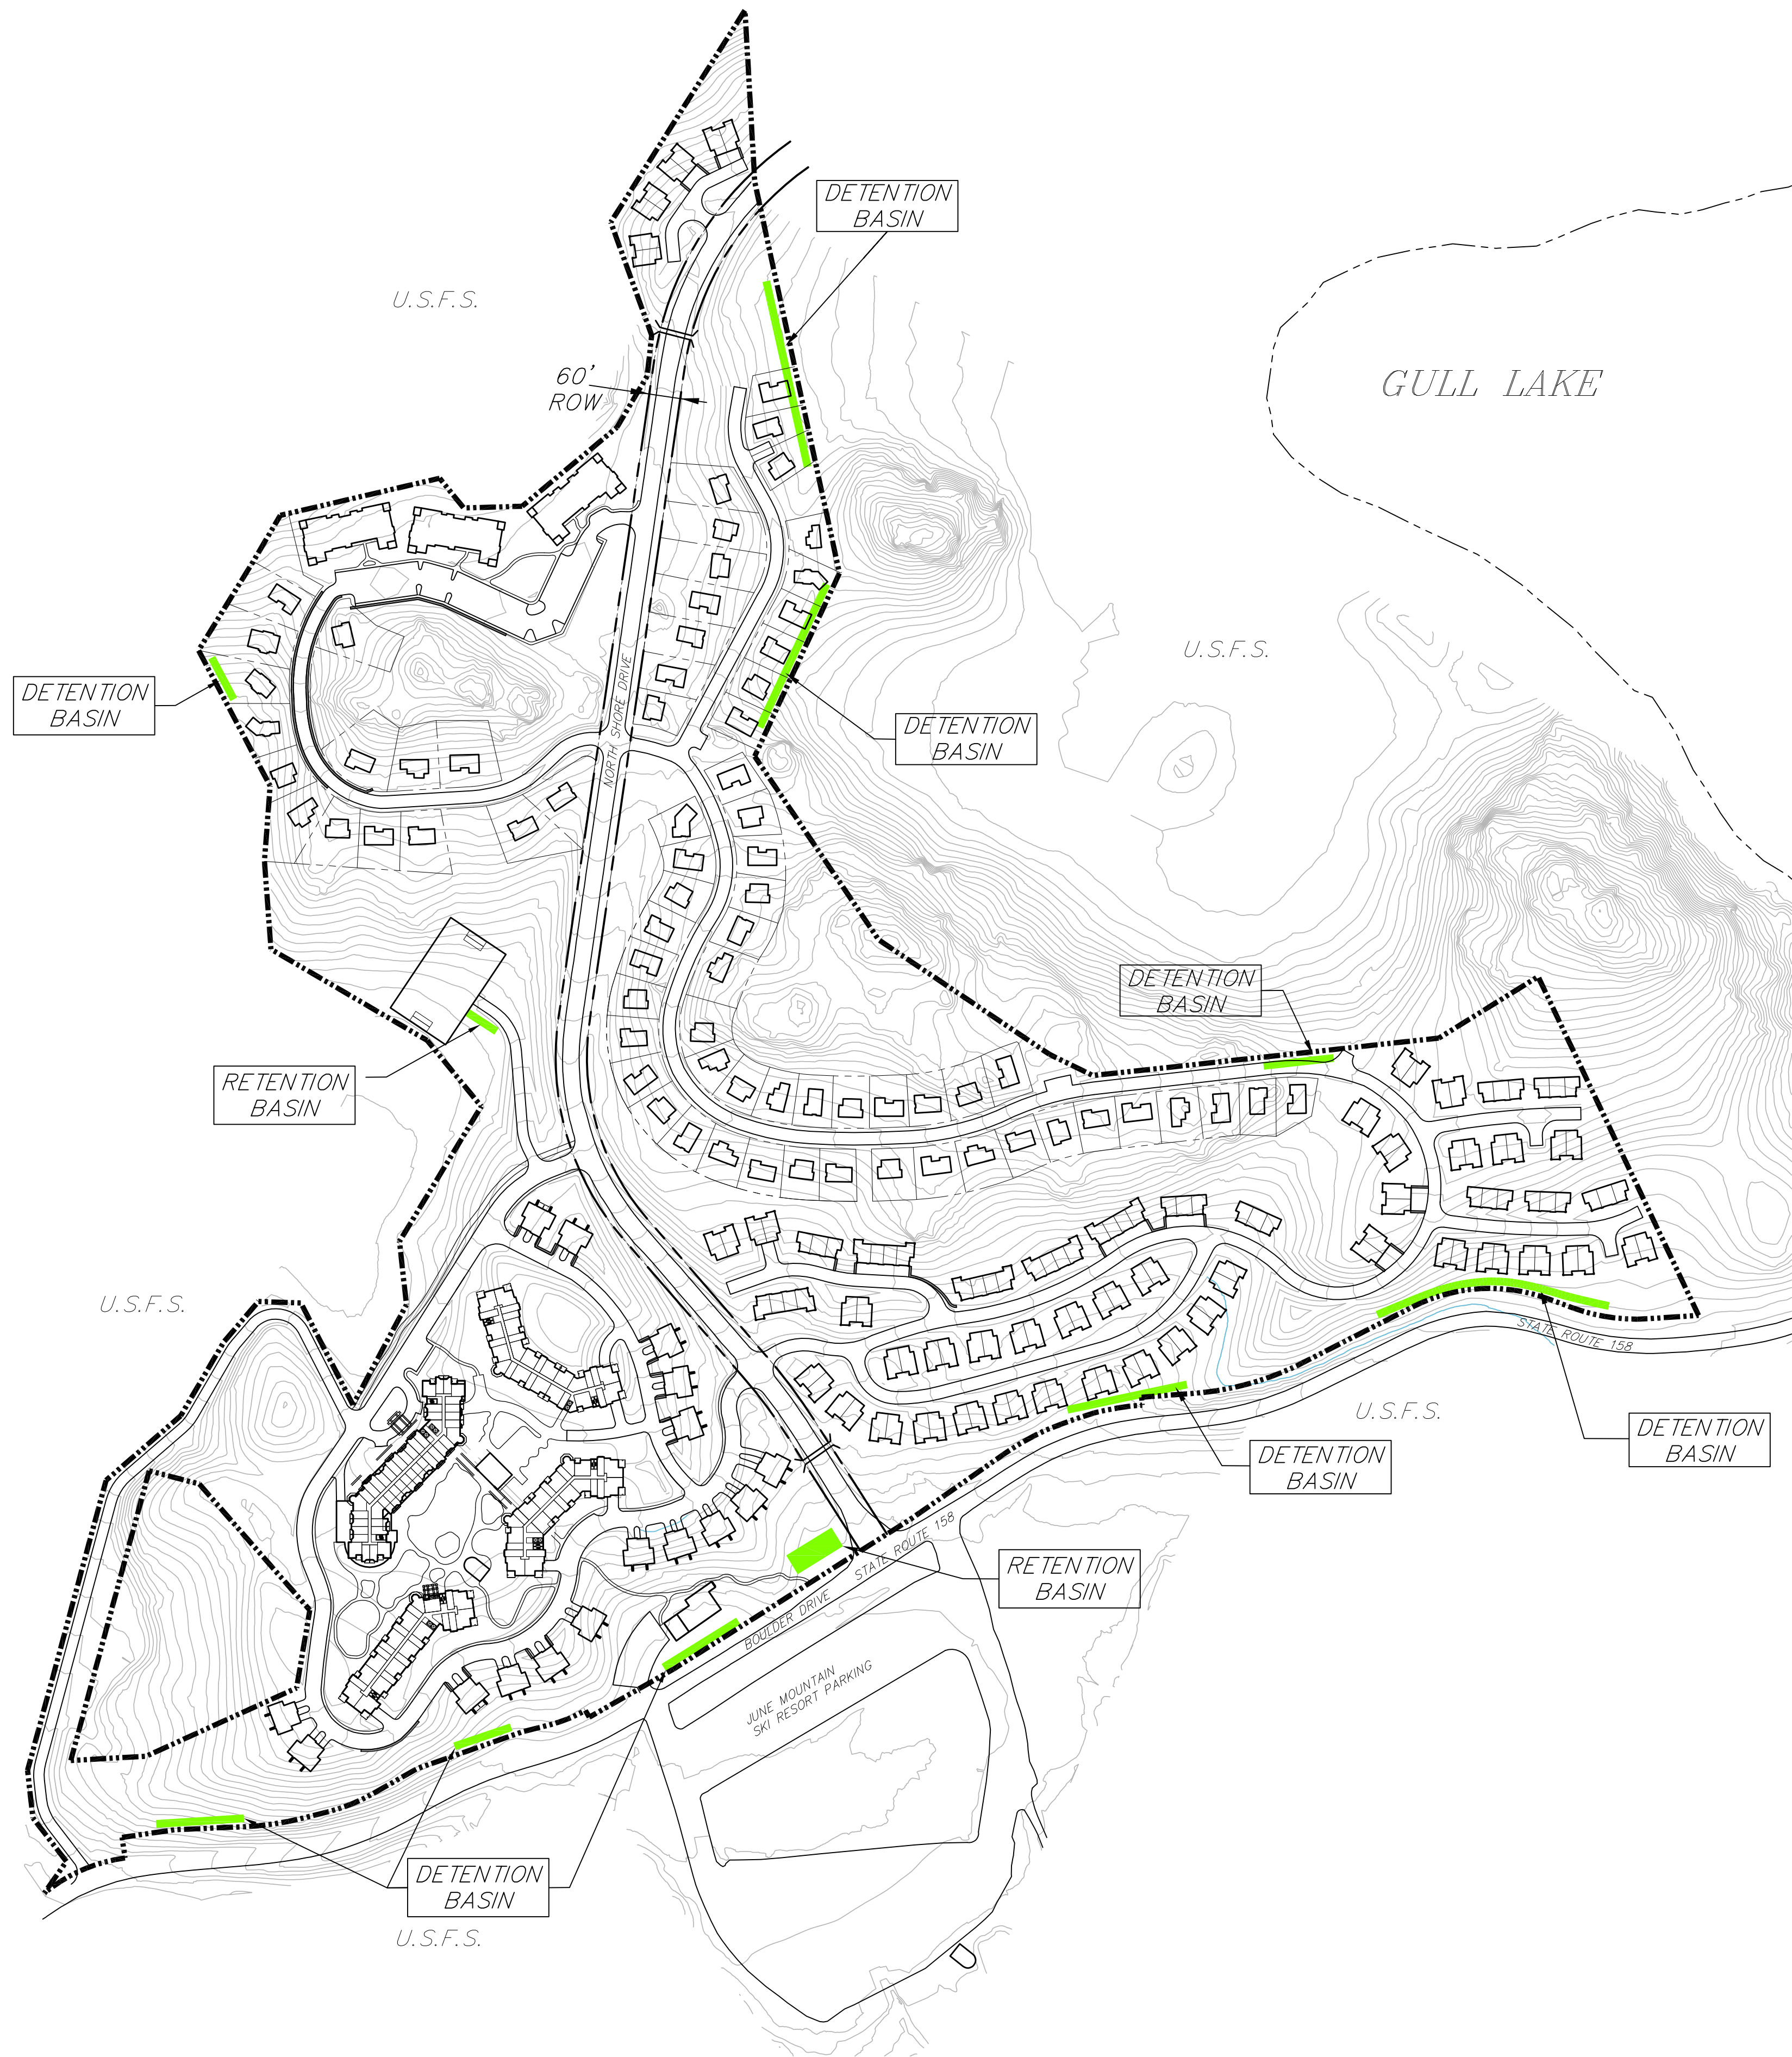 DETENTION
BASIN
U.S.F.S.
60'
ROW
GULL LAKE
U.S.F.S.
DETENTION
BASIN
NORTH SHORE DRIVE
DETENTION
BASIN
DETENTION
BASIN
RETENTION
BASIN
U.S.F.S.
STATE ROUTE 158
U.S.F.S.
DETENTION
BASIN
DETENTION
BASIN
STATE ROUTE 158
RETENTION
BASIN
BOULDER DRIVE
JUNE MOUNTAIN
SKI RESORT PARKING
DETENTION
BASIN
U.S.F.S.